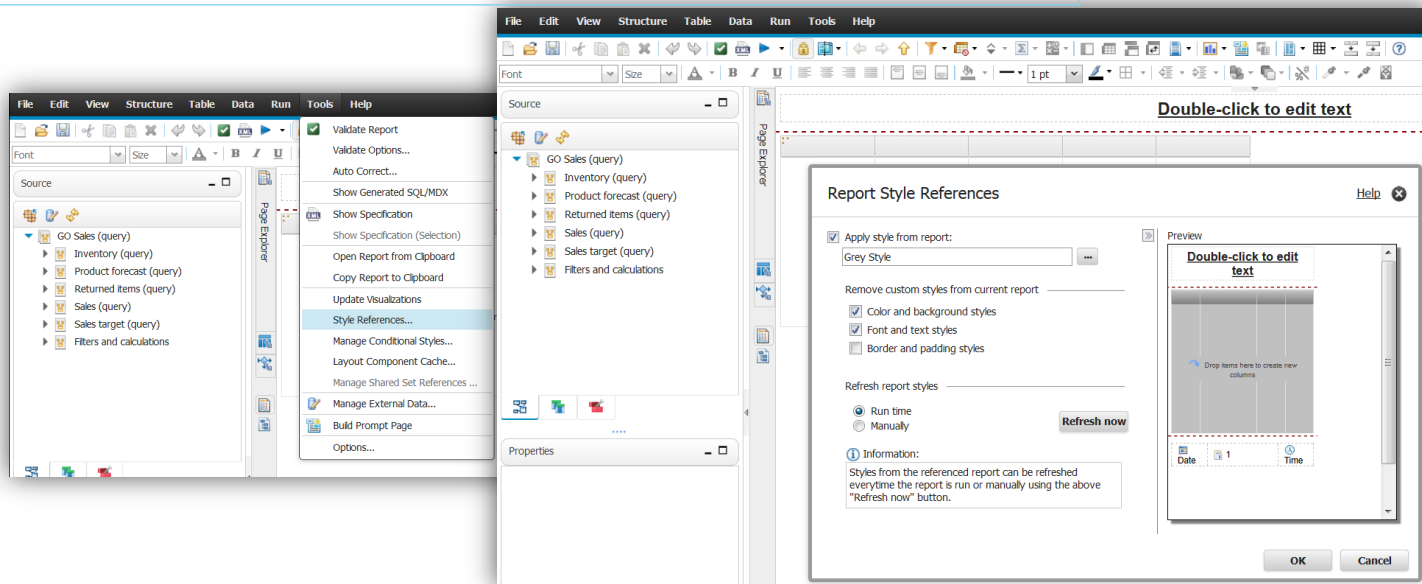 File Edit View Structure Table Data Run Tools Help
Font Size
Source
GO Sales (query)
Inventory (query)
Product forecast (query)
Returned items (query)
Sales (query)
Sales target (query)
Filters and calculations
Page Explorer
Validate Report
Validate Options...
Auto Correct...
Show Generated SQL/MDX
Show Specification
Show Specification (Selection)
Open Report from Clipboard
Copy Report to Clipboard
Update Visualizations
Style References...
Manage Conditional Styles...
Layout Component Cache...
Manage Shared Set References ...
Manage External Data...
Build Prompt Page
Options...
File Edit View Structure Table Data Run Tools Help
Font Size B I U 1 pt
Source
GO Sales (query)
Inventory (query)
Product forecast (query)
Returned items (query)
Sales (query)
Sales target (query)
Filters and calculations
Properties
Page Explorer
Double-click to edit text
Report Style References Help
Apply style from report:
Grey Style ...
Remove custom styles from current report
Color and background styles
Font and text styles
Border and padding styles
Refresh report styles
Run time
Manually
Refresh now
Information:
Styles from the referenced report can be refreshed
everytime the report is run or manually using the above
"Refresh now" button.
Preview
Double-click to edit
text
Drop items here to create new
columns
Date 1 Time
OK Cancel